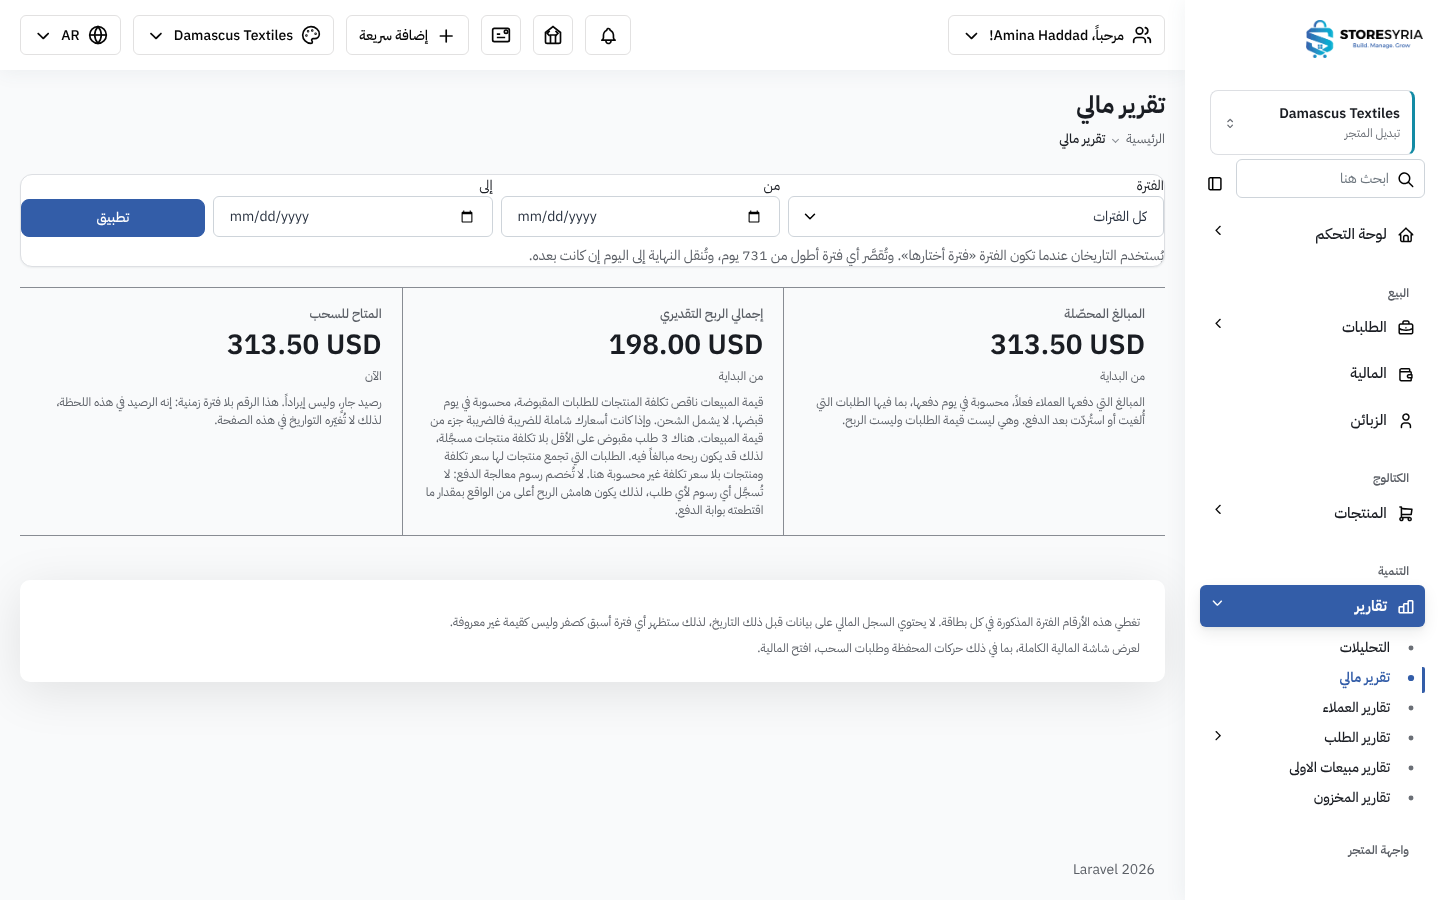 STORESYRIA
Build. Manage. Grow
Damascus Textiles
تبديل المتجر
ابحث هنا
لوحة التحكم
البيع
الطلبات
المالية
الزبائن
الكتالوج
المنتجات
التنمية
تقارير
التحليلات
تقرير مالي
تقارير العملاء
تقارير الطلب
تقارير مبيعات الاولى
تقارير المخزون
واجهة المتجر
مرحباً، Amina Haddad!
إضافة سريعة
Damascus Textiles
AR
تقرير مالي
الرئيسية
تقرير مالي
الفترة
من
إلى
كل الفترات
mm/dd/yyyy
mm/dd/yyyy
تطبيق
تُستخدم التاريخان عندما تكون الفترة «فترة أختارها». وتُقصَّر أي فترة أطول من 731 يوم، وتُنقل النهاية إلى اليوم إن كانت بعده.
المبالغ المحصّلة
313.50 USD
من البداية
المبالغ التي دفعها العملاء فعلاً، محسوبة في يوم دفعها، بما فيها الطلبات التي
أُلغيت أو استُردّت بعد الدفع. وهي ليست قيمة الطلبات وليست الربح.
إجمالي الربح التقديري
198.00 USD
من البداية
قيمة المبيعات ناقص تكلفة المنتجات للطلبات المقبوضة، محسوبة في يوم
قبضها. لا يشمل الشحن. وإذا كانت أسعارك شاملة للضريبة فالضريبة جزء من
قيمة المبيعات. هناك 3 طلب مقبوض على الأقل بلا تكلفة منتجات مسجّلة،
لذلك قد يكون ربحه مبالغاً فيه. الطلبات التي تجمع منتجات لها سعر تكلفة
ومنتجات بلا سعر تكلفة غير محسوبة هنا. لا تُخصم رسوم معالجة الدفع: لا
تُسجَّل أي رسوم لأي طلب، لذلك يكون هامش الربح أعلى من الواقع بمقدار ما
اقتطعته بوابة الدفع.
المتاح للسحب
313.50 USD
الآن
رصيد جارٍ، وليس إيراداً. هذا الرقم بلا فترة زمنية: إنه الرصيد في هذه اللحظة،
لذلك لا تُغيّره التواريخ في هذه الصفحة.
تغطي هذه الأرقام الفترة المذكورة في كل بطاقة. لا يحتوي السجل المالي على بيانات قبل ذلك التاريخ، لذلك ستظهر أي فترة أسبق كصفر وليس كقيمة غير معروفة.
لعرض شاشة المالية الكاملة، بما في ذلك حركات المحفظة وطلبات السحب، افتح المالية.
Laravel 2026